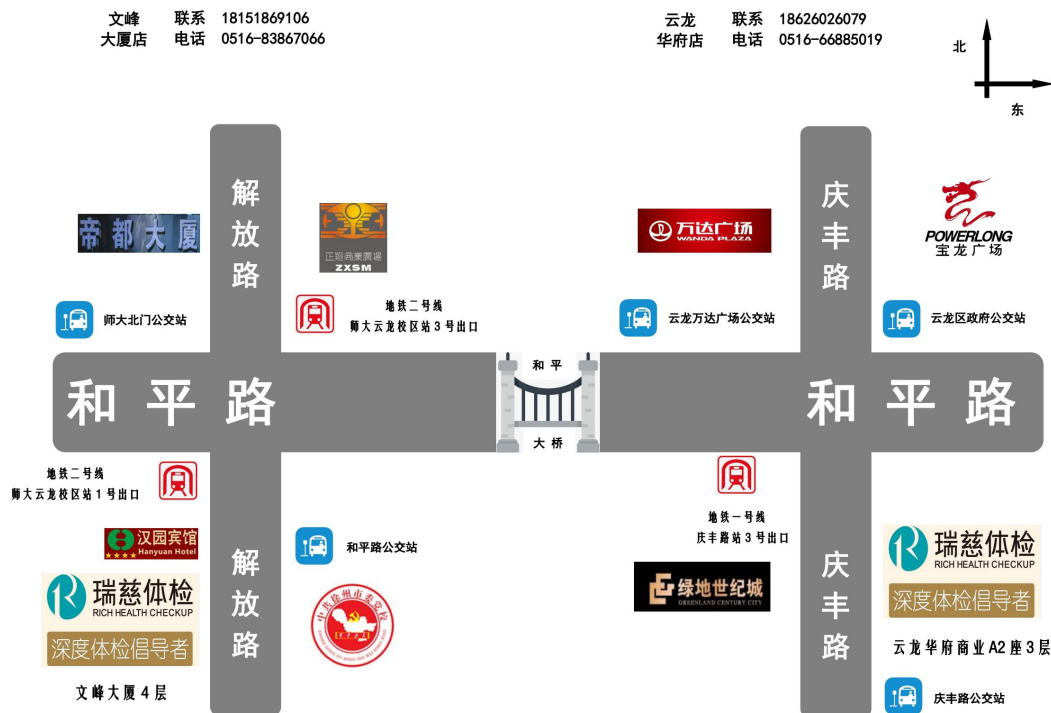 文峰 联系 18151869106
大厦店 电话 0516-83867066
云龙 联系 18626026079
华府店 电话 0516-66885019
北
东
解放路
庆丰路
帝都大厦
正翔商業廣場
ZXSM
万达广场
WANDA PLAZA
POWERLONG
宝龙广场
师大北门公交站
地铁二号线
师大云龙校区站3号出口
云龙万达广场公交站
云龙区政府公交站
和平路
和平
大桥
和平路
地铁二号线
师大云龙校区站1号出口
地铁一号线
庆丰路站3号出口
汉园宾馆
Hanyuan Hotel
和平路公交站
解放路
庆丰路
瑞慈体检
RICH HEALTH CHECKUP
深度体检倡导者
文峰大厦4层
中共徐州市委党校
绿地世纪城
GREENLAND CENTURY CITY
瑞慈体检
RICH HEALTH CHECKUP
深度体检倡导者
云龙华府商业A2座3层
庆丰路公交站